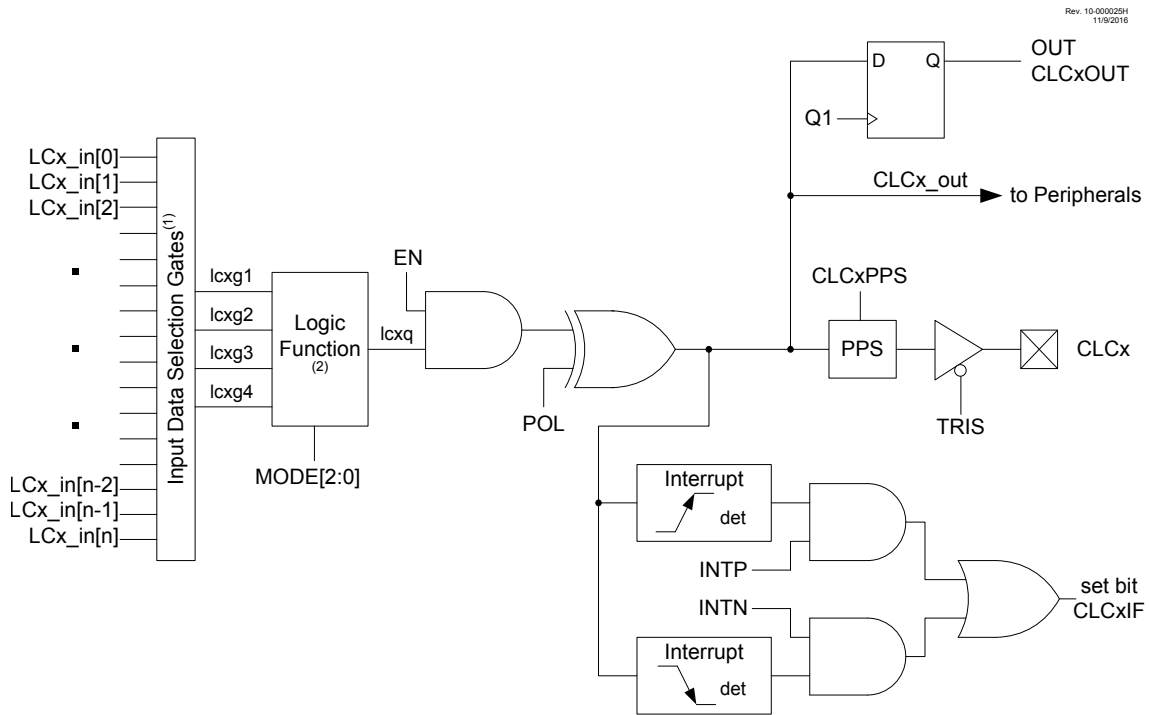 Rev. 10-000025H
11/9/2016
OUT
CLCxOUT
D
Q
Q1
CLCx_out
to Peripherals
LCx_in[0]
LCx_in[1]
LCx_in[2]
LCx_in[n-2]
LCx_in[n-1]
LCx_in[n]
Input Data Selection Gates(1)
lcxg1
lcxg2
lcxg3
lcxg4
Logic
Function
(2)
MODE[2:0]
lcxq
EN
POL
CLCxPPS
PPS
TRIS
CLCx
Interrupt
det
INTP
INTN
Interrupt
det
set bit
CLCxIF